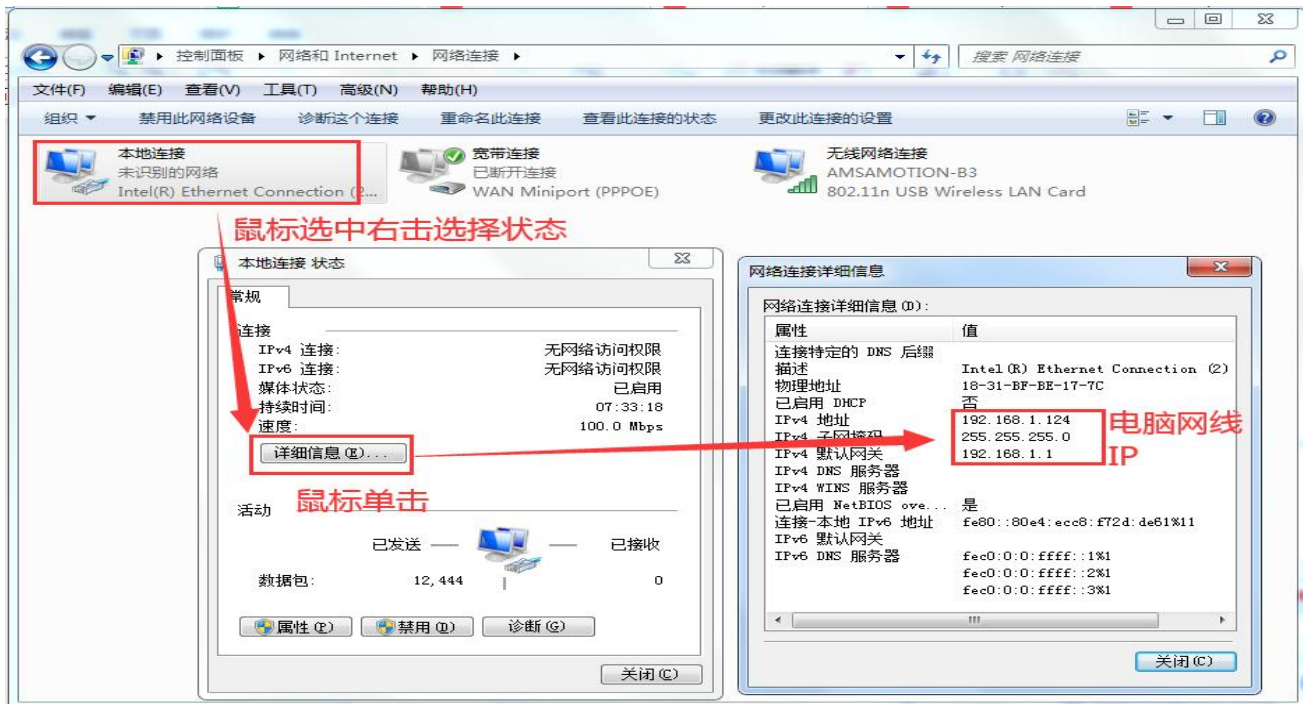 控制面板 ▸ 网络和 Internet ▸ 网络连接 ▸
搜索 网络连接
文件(F) 编辑(E) 查看(V) 工具(T) 高级(N) 帮助(H)
组织 禁用此网络设备 诊断这个连接 重命名此连接 查看此连接的状态 更改此连接的设置
本地连接
未识别的网络
Intel(R) Ethernet Connection (2...
宽带连接
已断开连接
WAN Miniport (PPPOE)
无线网络连接
AMSAMOTION-B3
802.11n USB Wireless LAN Card
鼠标选中右击选择状态
本地连接 状态
常规
连接
IPv4 连接: 无网络访问权限
IPv6 连接: 无网络访问权限
媒体状态: 已启用
持续时间: 07:33:18
速度: 100.0 Mbps
详细信息(E)...
鼠标单击
活动
已发送 — — 已接收
数据包: 12,444 | 0
属性(P) 禁用(D) 诊断(G)
关闭(C)
网络连接详细信息
网络连接详细信息(D):
属性 值
连接特定的 DNS 后缀
描述 Intel(R) Ethernet Connection (2)
物理地址 18-31-BF-BE-17-7C
已启用 DHCP 否
IPv4 地址 192.168.1.124
IPv4 子网掩码 255.255.255.0
IPv4 默认网关 192.168.1.1
IPv4 DNS 服务器
IPv4 WINS 服务器
已启用 NetBIOS ove... 是
连接-本地 IPv6 地址 fe80::80e4:ecc8:f72d:de61%11
IPv6 默认网关
IPv6 DNS 服务器 fec0:0:0:ffff::1%1
fec0:0:0:ffff::2%1
fec0:0:0:ffff::3%1
电脑网线
IP
关闭(C)